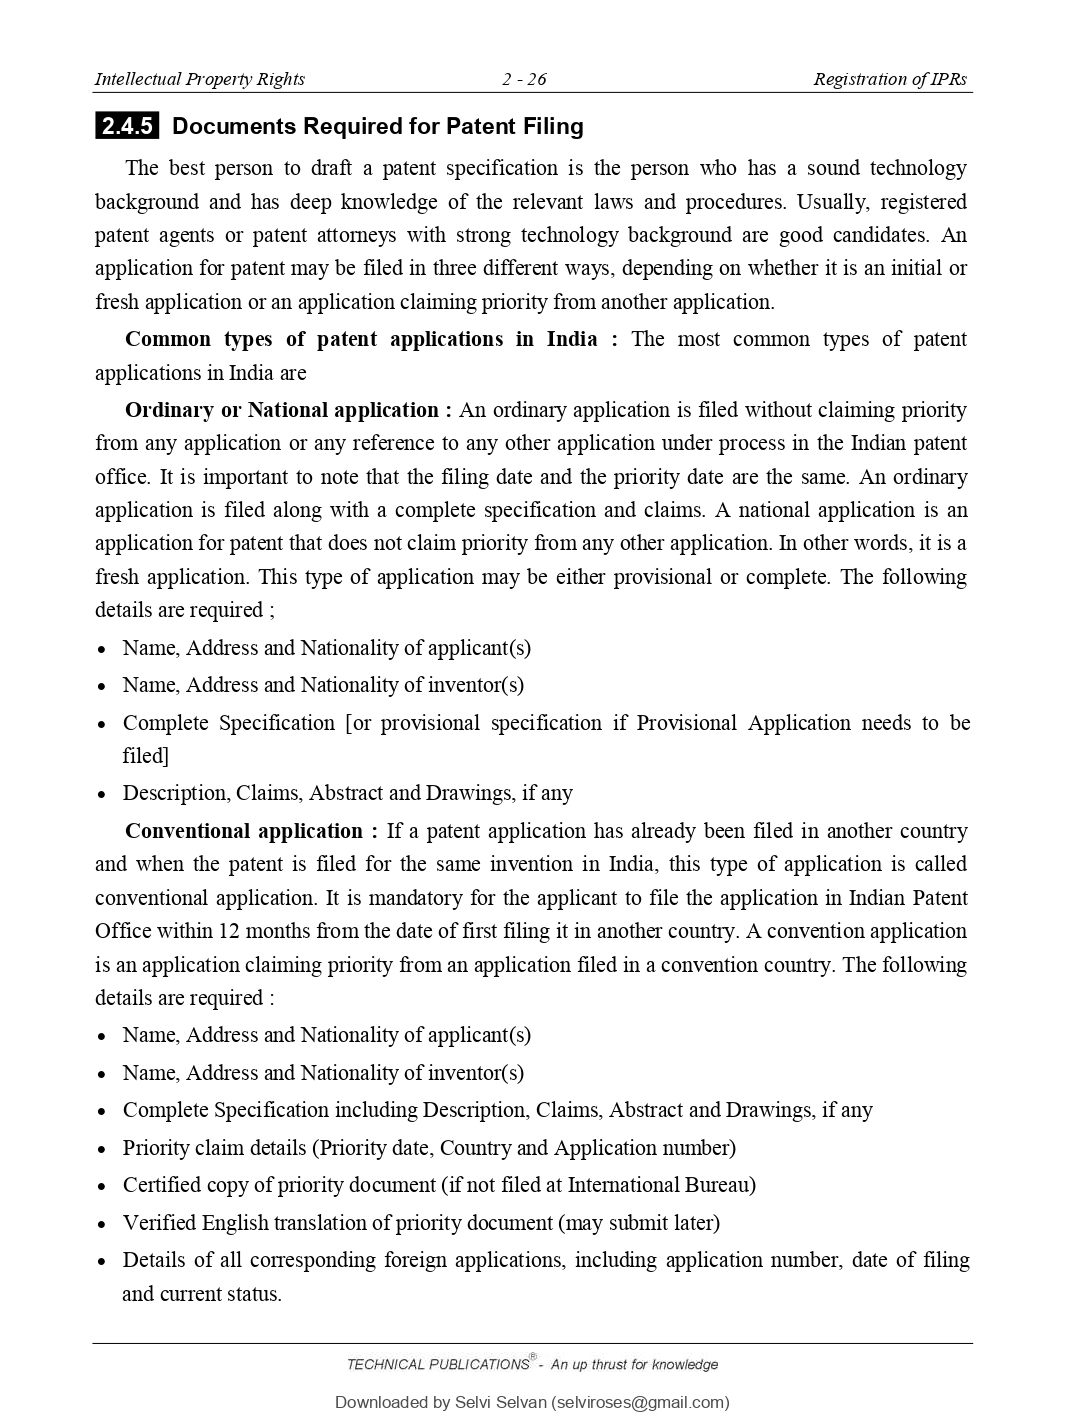 Intellectual Property Rights 2 - 26 Registration of IPRs
2.4.5 Documents Required for Patent Filing
The best person to draft a patent specification is the person who has a sound technology
background and has deep knowledge of the relevant laws and procedures. Usually, registered
patent agents or patent attorneys with strong technology background are good candidates. An
application for patent may be filed in three different ways, depending on whether it is an initial or
fresh application or an application claiming priority from another application.
Common types of patent applications in India : The most common types of patent
applications in India are
Ordinary or National application : An ordinary application is filed without claiming priority
from any application or any reference to any other application under process in the Indian patent
office. It is important to note that the filing date and the priority date are the same. An ordinary
application is filed along with a complete specification and claims. A national application is an
application for patent that does not claim priority from any other application. In other words, it is a
fresh application. This type of application may be either provisional or complete. The following
details are required ;
• Name, Address and Nationality of applicant(s)
• Name, Address and Nationality of inventor(s)
• Complete Specification [or provisional specification if Provisional Application needs to be
filed]
• Description, Claims, Abstract and Drawings, if any
Conventional application : If a patent application has already been filed in another country
and when the patent is filed for the same invention in India, this type of application is called
conventional application. It is mandatory for the applicant to file the application in Indian Patent
Office within 12 months from the date of first filing it in another country. A convention application
is an application claiming priority from an application filed in a convention country. The following
details are required :
• Name, Address and Nationality of applicant(s)
• Name, Address and Nationality of inventor(s)
• Complete Specification including Description, Claims, Abstract and Drawings, if any
• Priority claim details (Priority date, Country and Application number)
• Certified copy of priority document (if not filed at International Bureau)
• Verified English translation of priority document (may submit later)
• Details of all corresponding foreign applications, including application number, date of filing
and current status.
TECHNICAL PUBLICATIONS® - An up thrust for knowledge
Downloaded by Selvi Selvan (selviroses@gmail.com)